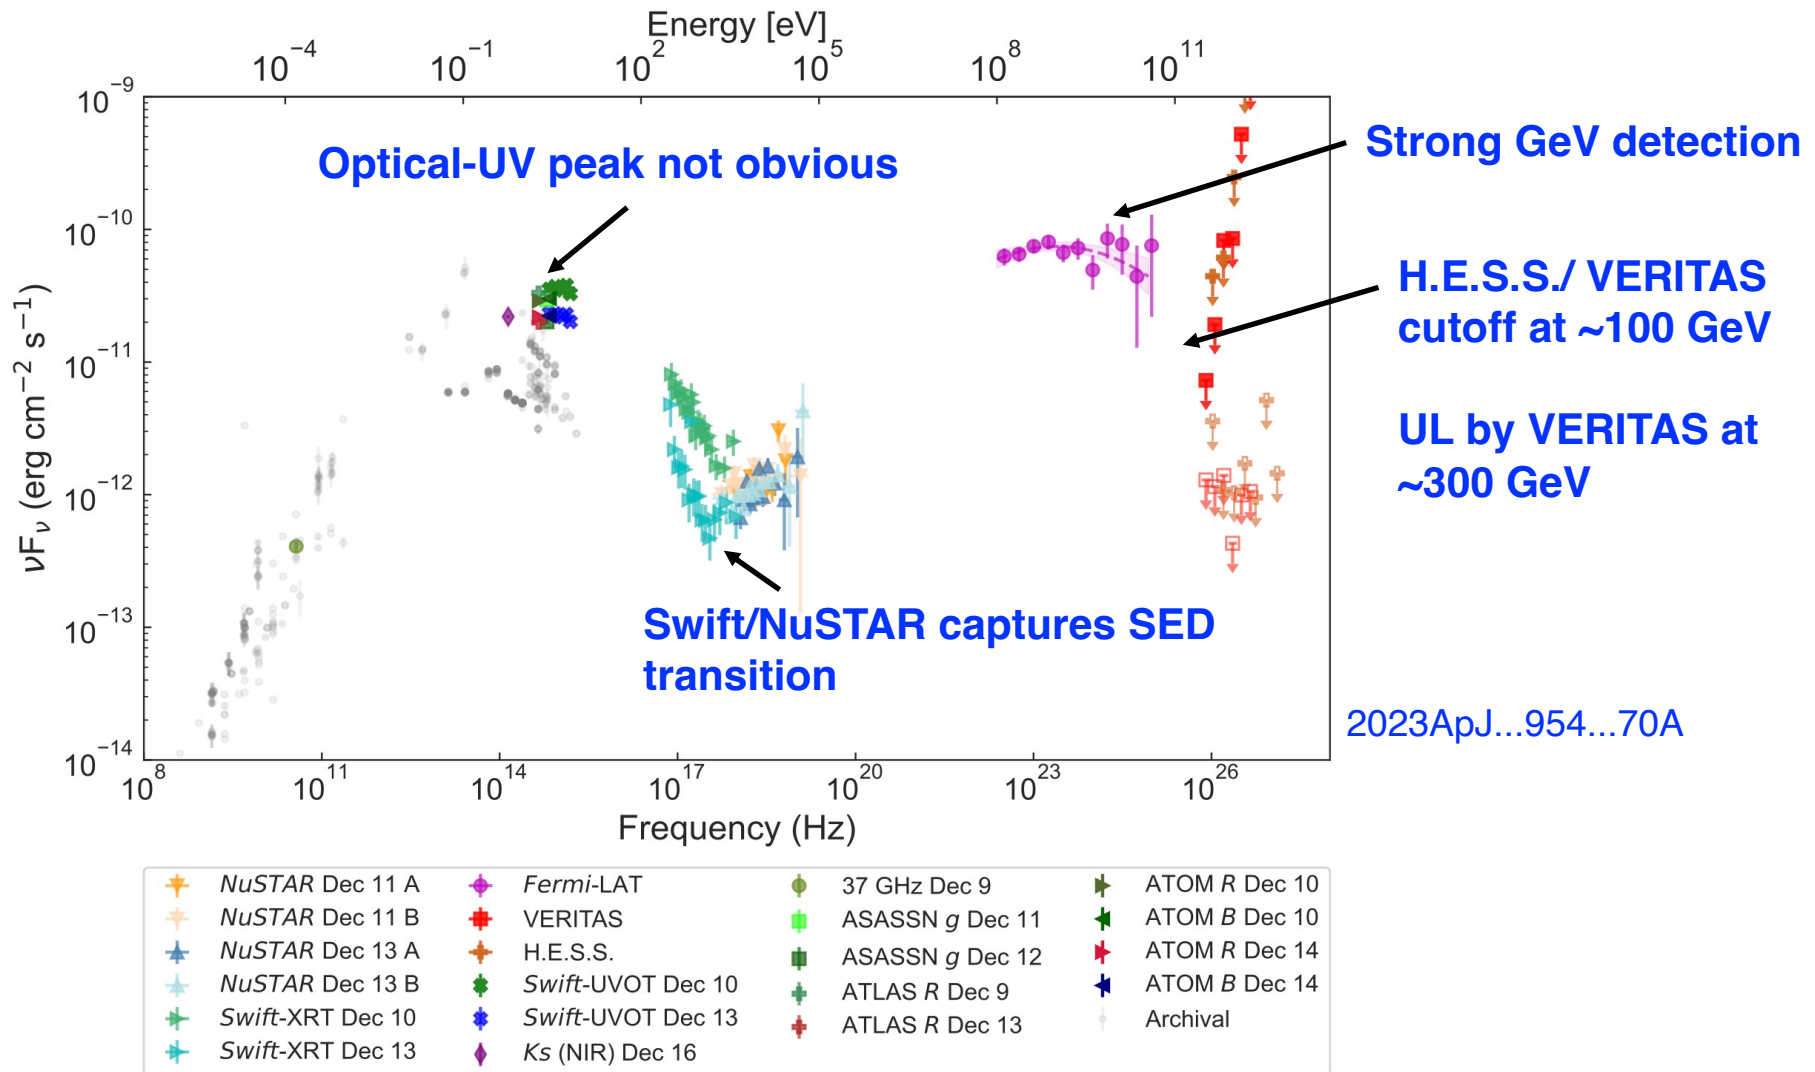 Energy [eV]
10^−4 10^−1 10^2 10^5 10^8 10^11
10^−9
10^−10
10^−11
10^−12
10^−13
10^−14
νFν (erg cm^−2 s^−1)
Optical-UV peak not obvious
Strong GeV detection
H.E.S.S./ VERITAS
cutoff at ~100 GeV
UL by VERITAS at
~300 GeV
Swift/NuSTAR captures SED
transition
2023ApJ...954...70A
10^8 10^11 10^14 10^17 10^20 10^23 10^26
Frequency (Hz)
NuSTAR Dec 11 A
NuSTAR Dec 11 B
NuSTAR Dec 13 A
NuSTAR Dec 13 B
Swift-XRT Dec 10
Swift-XRT Dec 13
Fermi-LAT
VERITAS
H.E.S.S.
Swift-UVOT Dec 10
Swift-UVOT Dec 13
Ks (NIR) Dec 16
37 GHz Dec 9
ASASSN g Dec 11
ASASSN g Dec 12
ATLAS R Dec 9
ATLAS R Dec 13
ATOM R Dec 10
ATOM B Dec 10
ATOM R Dec 14
ATOM B Dec 14
Archival